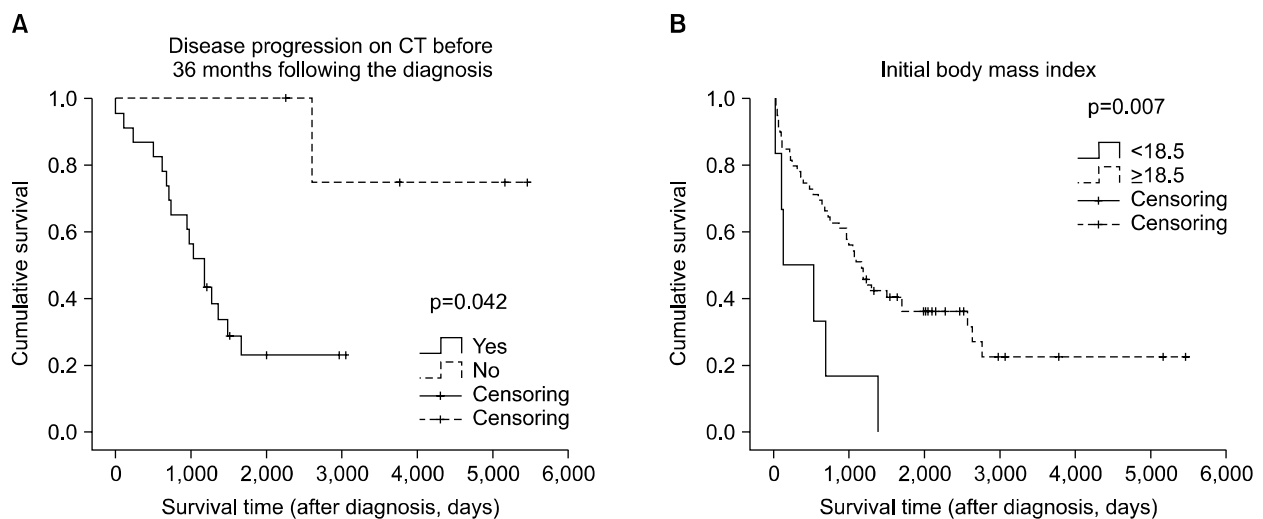 A
Disease progression on CT before
36 months following the diagnosis
1.0
0.8
0.6
0.4
0.2
0.0
Cumulative survival
p=0.042
Yes
No
Censoring
Censoring
0 1,000 2,000 3,000 4,000 5,000 6,000
Survival time (after diagnosis, days)
B
Initial body mass index
1.0
0.8
0.6
0.4
0.2
0.0
Cumulative survival
p=0.007
<18.5
≥18.5
Censoring
Censoring
0 1,000 2,000 3,000 4,000 5,000 6,000
Survival time (after diagnosis, days)